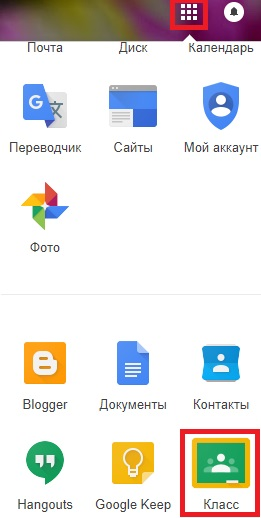 Почта Диск Календарь
Переводчик Сайты Мой аккаунт
Фото
Blogger Документы Контакты
Hangouts Google Keep Класс